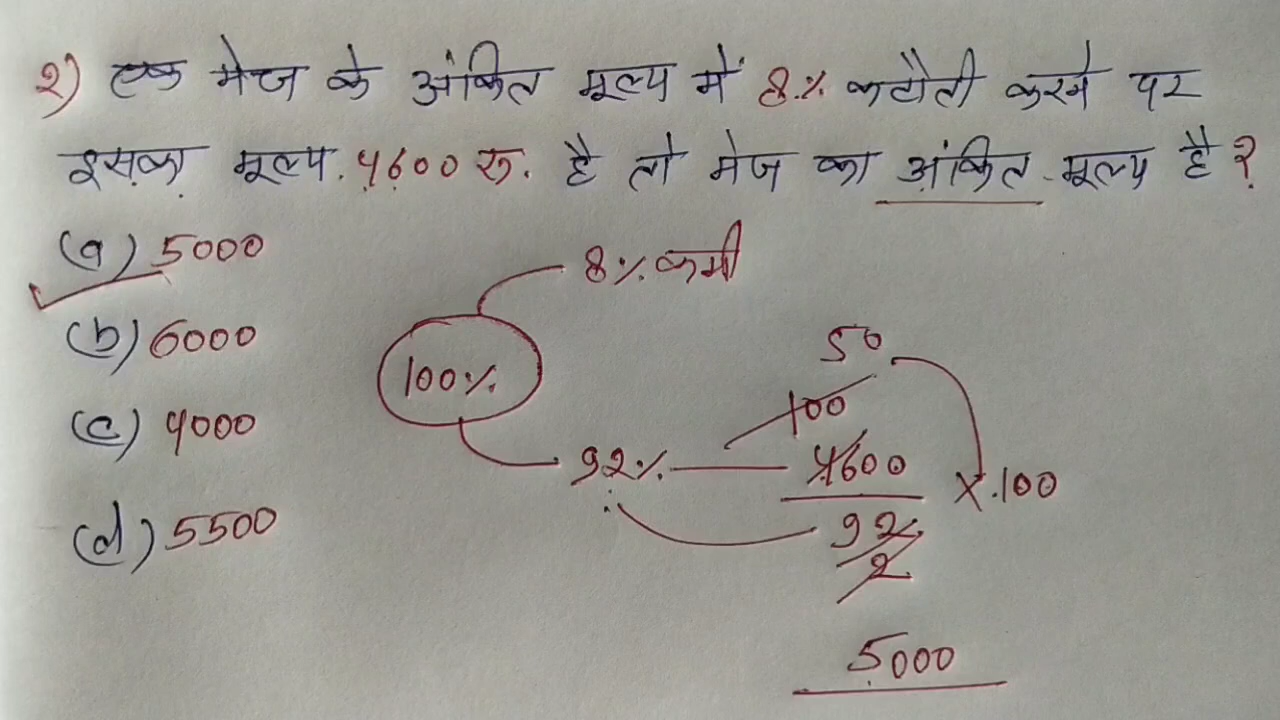 २) एक मेज के अंकित मूल्य में 8% कटौती करने पर
इसका मूल्य 4600 रु. है तो मेज का अंकित मूल्य है ?
(a) 5000
8% कमी
(b) 6000
50
100%
100
(c) 4000
92%
4600
x 100
92
(d) 5500
2
5000